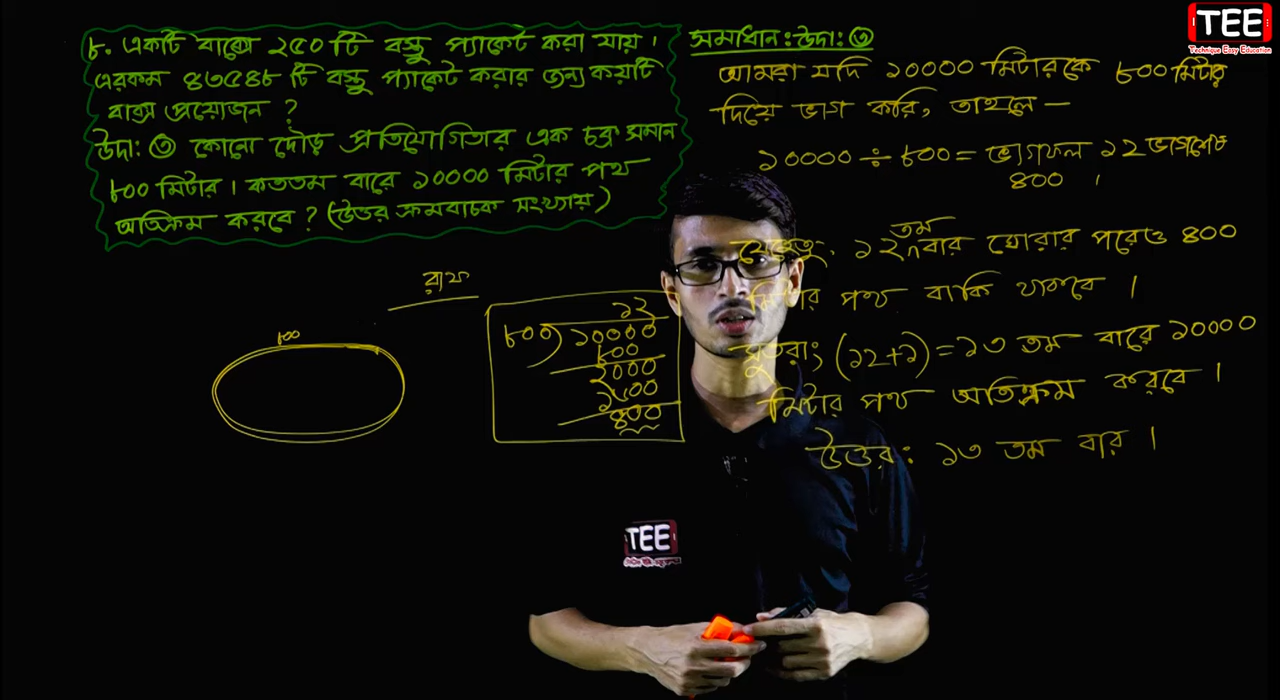 ৮. একটি বাক্সে ২৫০ টি বস্তু প্যাকেট করা যায়।
এরকম ৪৩৫৪৮ টি বস্তু প্যাকেট করার জন্য কয়টি
বাক্স প্রয়োজন ?
উদা: ৩ কোনো দৌড় প্রতিযোগিতার এক চক্র সমান
৮০০ মিটার। কততম বারে ১০০০০ মিটার পথ
অতিক্রম করবে ? (উত্তর ক্রমবাচক সংখ্যায়)
রাফ
৮০০
১২
৮০০) ১০০০০
৮০০
২০০০
১৬০০
৪০০
সমাধান: উদা: ৩
আমরা যদি ১০০০০ মিটারকে ৮০০ মিটার
দিয়ে ভাগ করি, তাহলে —
১০০০০ ÷ ৮০০ = ভাগফল ১২ ভাগশেষ
৪০০ ।
যেহেতু, ১২ তম বার ঘোরার পরেও ৪০০
মিটার পথ বাকি থাকবে ।
সুতরাং (১২+১) = ১৩ তম বারে ১০০০০
মিটার পথ অতিক্রম করবে ।
উত্তর: ১৩ তম বার ।
TEE
Technique Easy Education
TEE